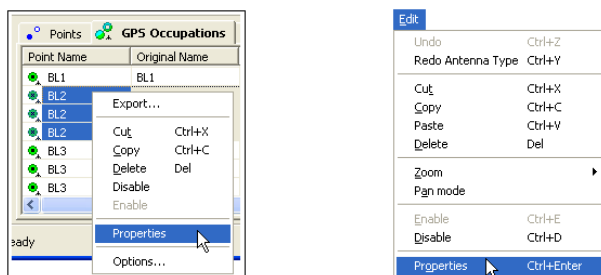 Points GPS Occupations
Point Name Original Name
BL1 BL1
BL2
BL2
BL2
BL3
BL3
BL3
eady
Export...
Cut Ctrl+X
Copy Ctrl+C
Delete Del
Disable
Enable
Properties
Options...
Edit
Undo Ctrl+Z
Redo Antenna Type Ctrl+Y
Cut Ctrl+X
Copy Ctrl+C
Paste Ctrl+V
Delete Del
Zoom
Pan mode
Enable Ctrl+E
Disable Ctrl+D
Properties Ctrl+Enter